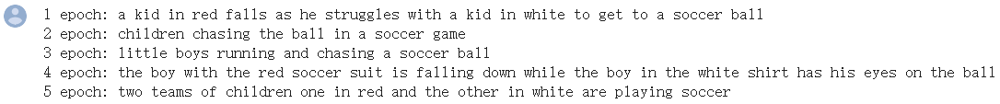 1 epoch: a kid in red falls as he struggles with a kid in white to get to a soccer ball
2 epoch: children chasing the ball in a soccer game
3 epoch: little boys running and chasing a soccer ball
4 epoch: the boy with the red soccer suit is falling down while the boy in the white shirt has his eyes on the ball
5 epoch: two teams of children one in red and the other in white are playing soccer